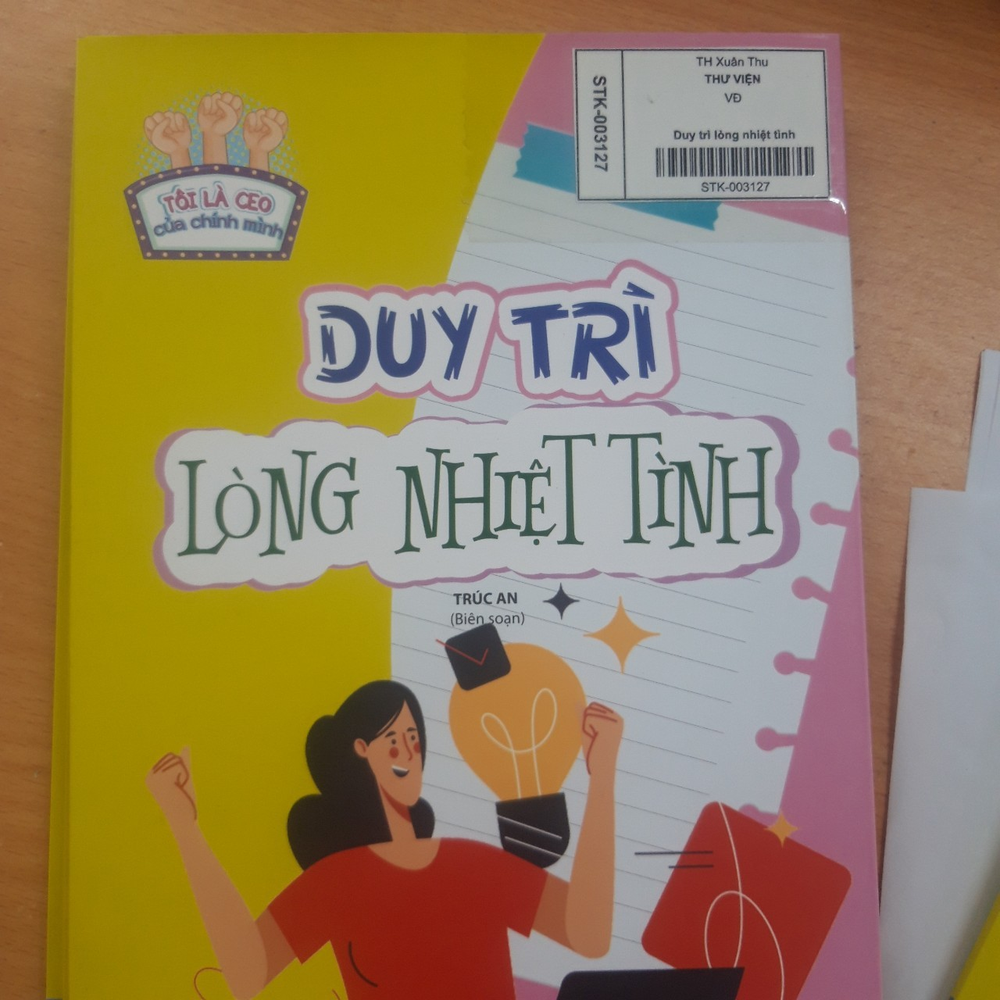 TH Xuân Thu
THƯ VIỆN
VĐ
Duy trì lòng nhiệt tình
STK-003127
STK-003127
TÔI LÀ CEO
của chính mình
DUY TRÌ
LÒNG NHIỆT TÌNH
TRÚC AN
(Biên soạn)